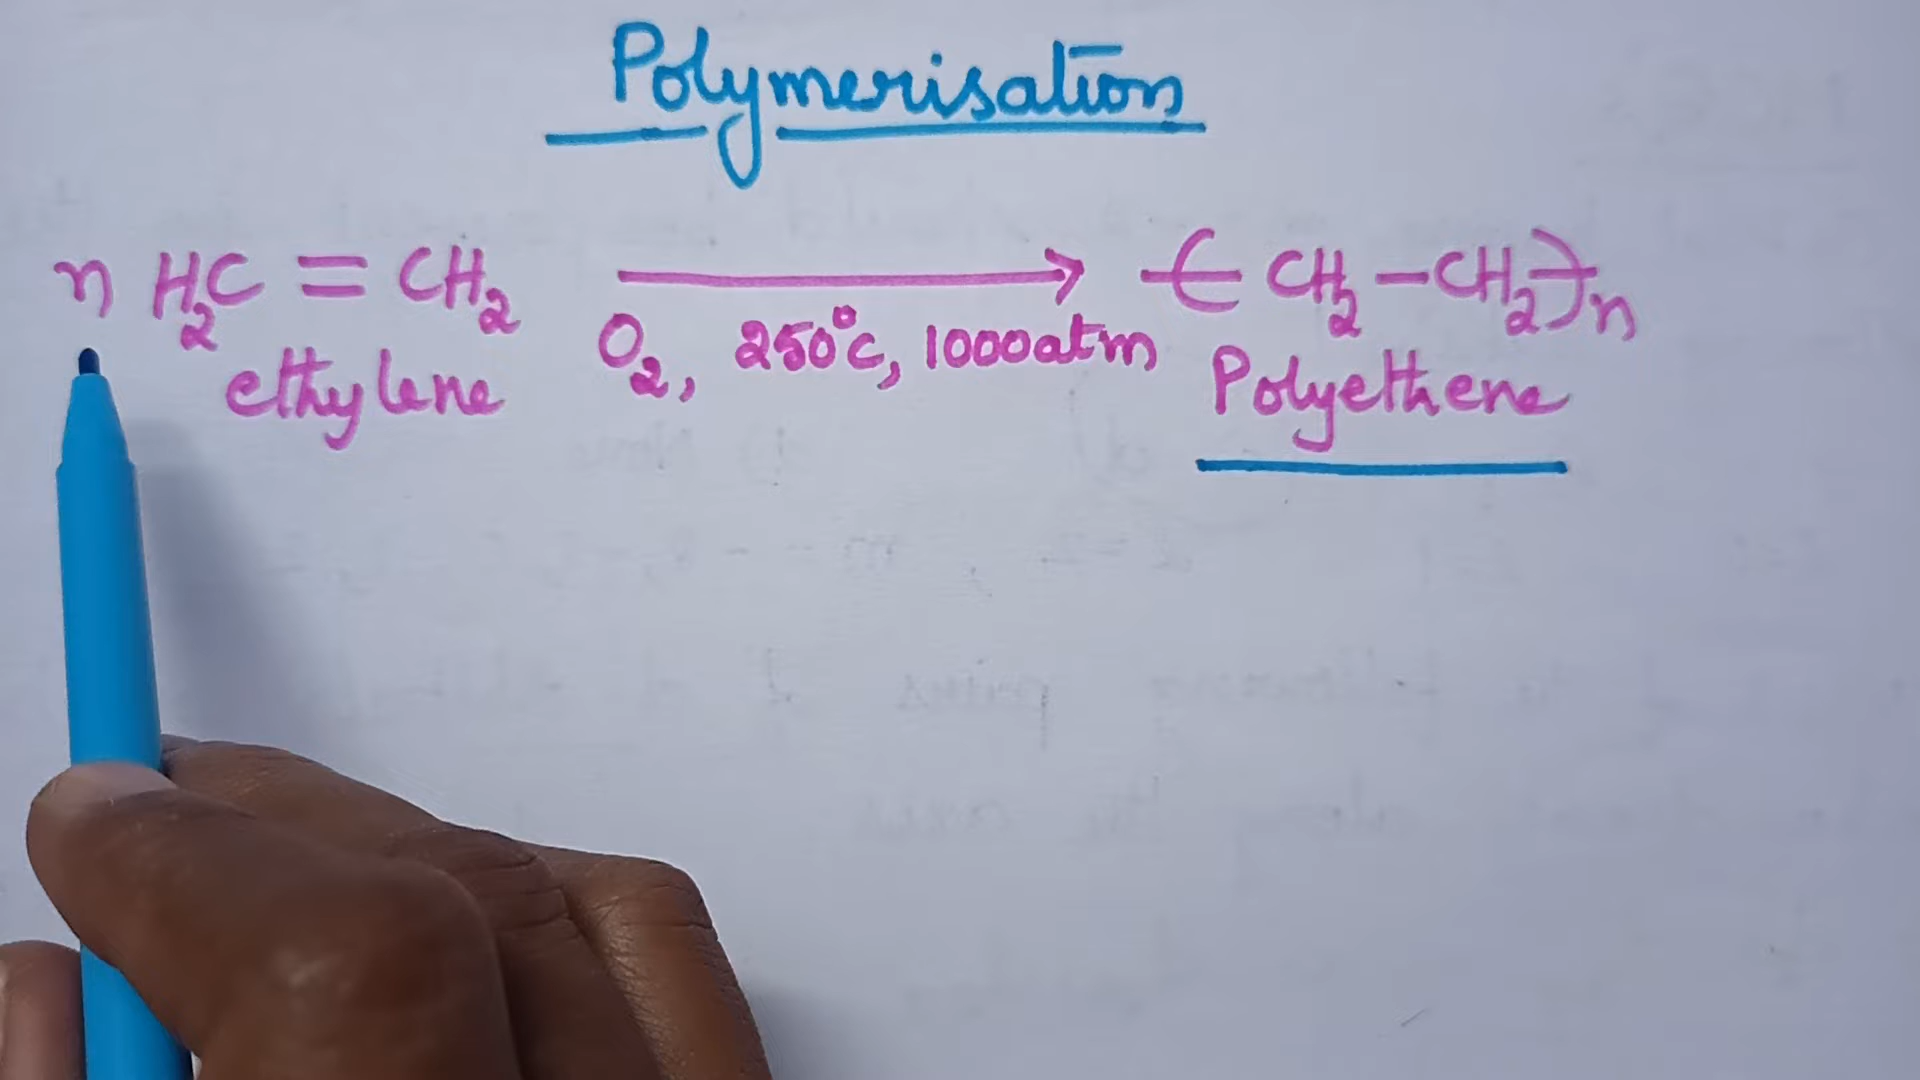 Polymerisation
n H₂C = CH₂ ⟶ –( CH₂ – CH₂ )–n
O₂, 250°C, 1000atm
ethylene Polyethene